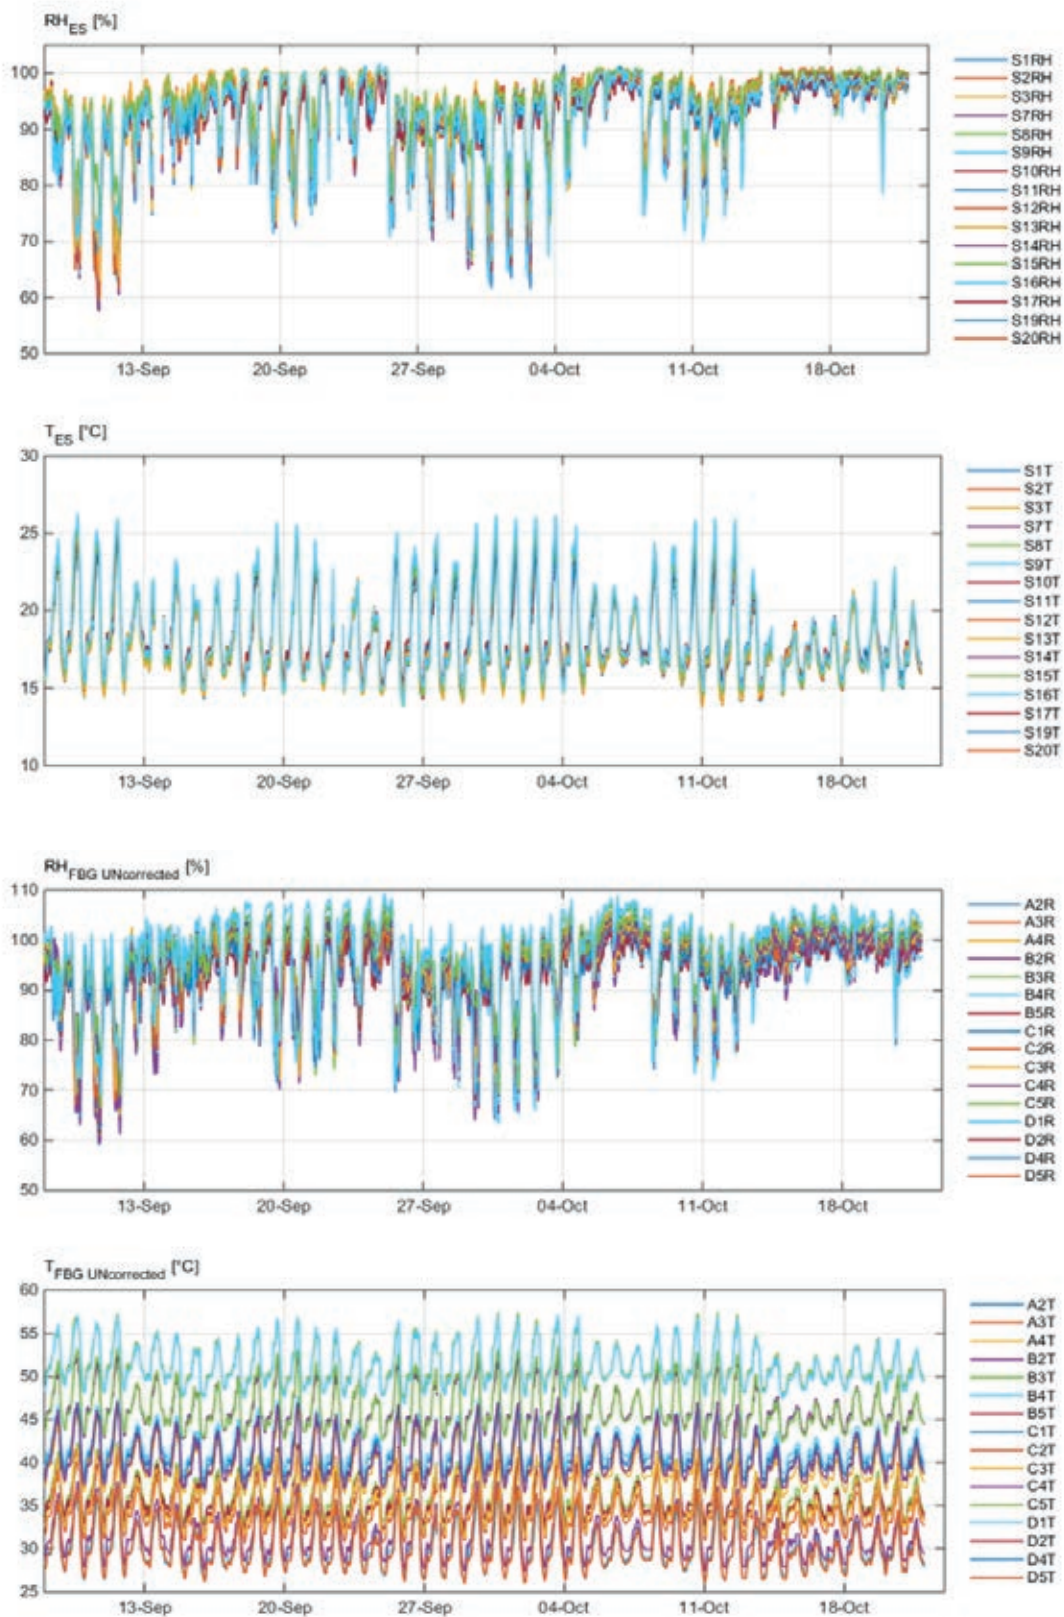 RH_ES [%]
100
90
80
70
60
50
13-Sep 20-Sep 27-Sep 04-Oct 11-Oct 18-Oct
S1RH
S2RH
S3RH
S7RH
S8RH
S9RH
S10RH
S11RH
S12RH
S13RH
S14RH
S15RH
S16RH
S17RH
S19RH
S20RH
T_ES [°C]
30
25
20
15
10
13-Sep 20-Sep 27-Sep 04-Oct 11-Oct 18-Oct
S1T
S2T
S3T
S7T
S8T
S9T
S10T
S11T
S12T
S13T
S14T
S15T
S16T
S17T
S19T
S20T
RH_FBG UNcorrected [%]
110
100
90
80
70
60
50
13-Sep 20-Sep 27-Sep 04-Oct 11-Oct 18-Oct
A2R
A3R
A4R
B2R
B3R
B4R
B5R
C1R
C2R
C3R
C4R
C5R
D1R
D2R
D4R
D5R
T_FBG UNcorrected [°C]
60
55
50
45
40
35
30
25
13-Sep 20-Sep 27-Sep 04-Oct 11-Oct 18-Oct
A2T
A3T
A4T
B2T
B3T
B4T
B5T
C1T
C2T
C3T
C4T
C5T
D1T
D2T
D4T
D5T